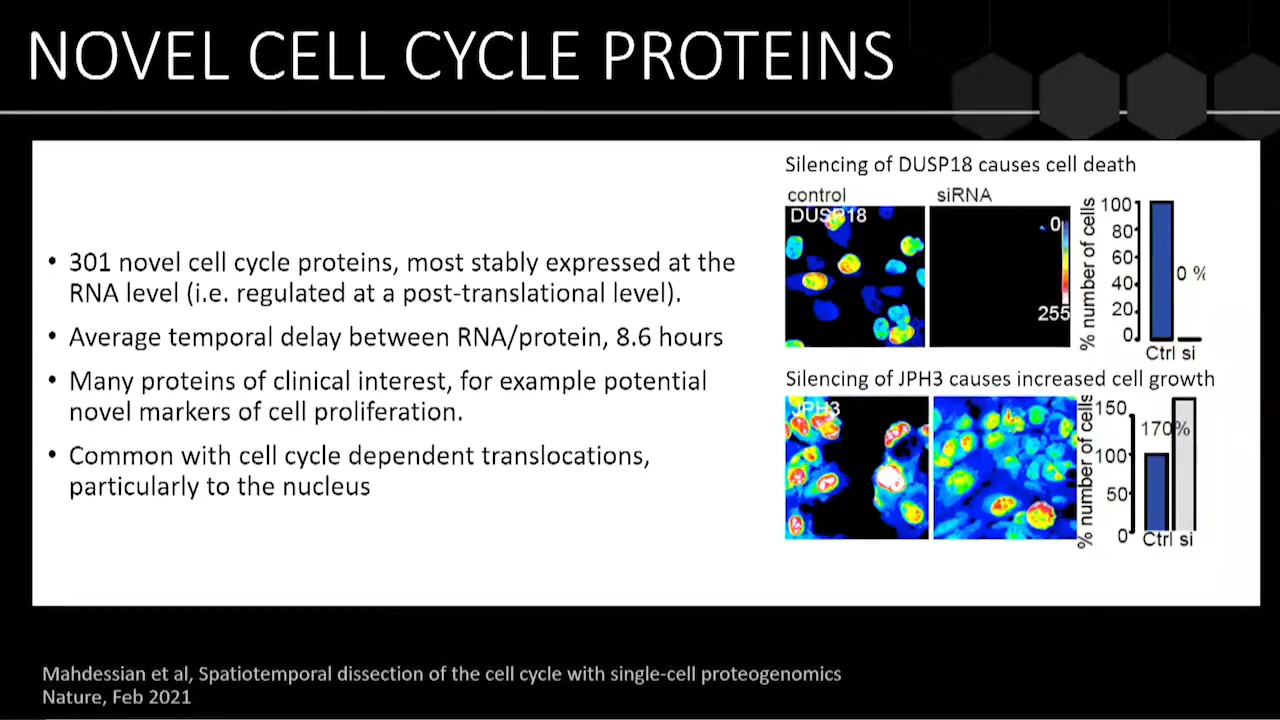 NOVEL CELL CYCLE PROTEINS
• 301 novel cell cycle proteins, most stably expressed at the
RNA level (i.e. regulated at a post-translational level).
• Average temporal delay between RNA/protein, 8.6 hours
• Many proteins of clinical interest, for example potential
novel markers of cell proliferation.
• Common with cell cycle dependent translocations,
particularly to the nucleus
Silencing of DUSP18 causes cell death
control siRNA
DUSP18
0
255
% number of cells
100
80
60
40
20
0
0 %
Ctrl si
Silencing of JPH3 causes increased cell growth
JPH3
% number of cells
150
100
50
0
170%
Ctrl si
Mahdessian et al, Spatiotemporal dissection of the cell cycle with single-cell proteogenomics
Nature, Feb 2021